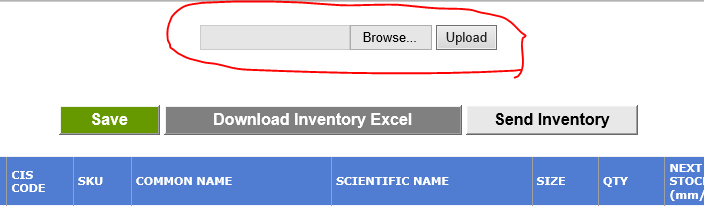 Browse... Upload
Save Download Inventory Excel Send Inventory
CIS CODE SKU COMMON NAME SCIENTIFIC NAME SIZE QTY NEXT STOC (mm/